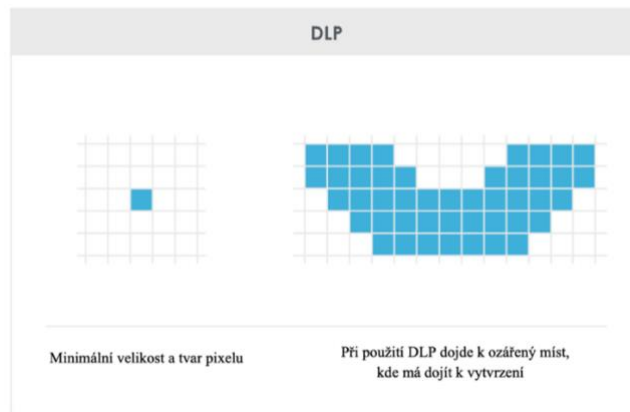 DLP
Minimální velikost a tvar pixelu
Při použití DLP dojde k ozářený míst,
kde má dojít k vytvrzení